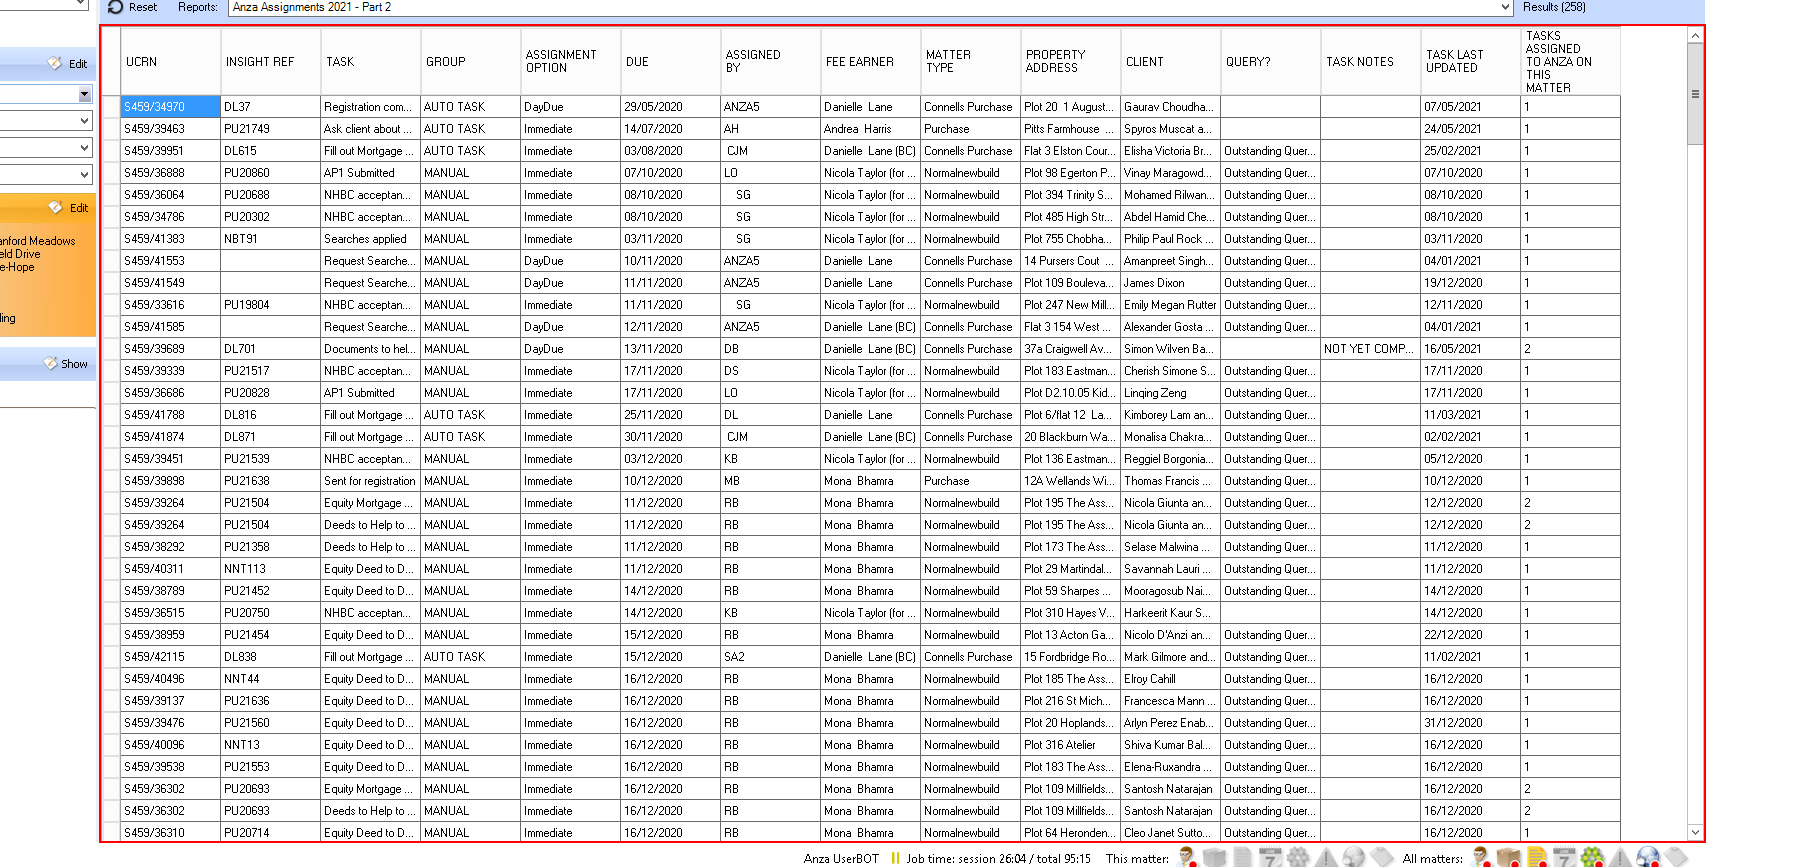 Reset Reports: Anza Assignments 2021 - Part 2 Results (258)
Edit
Edit
anford Meadows
eld Drive
e-Hope
ling
Show
UCRN INSIGHT REF TASK GROUP ASSIGNMENT OPTION DUE ASSIGNED BY FEE EARNER MATTER TYPE PROPERTY ADDRESS CLIENT QUERY? TASK NOTES TASK LAST UPDATED TASKS ASSIGNED TO ANZA ON THIS MATTER
S459/34970 DL37 Registration com... AUTO TASK DayDue 29/05/2020 ANZA5 Danielle Lane Connells Purchase Plot 20 1 August... Gaurav Choudha... 07/05/2021 1
S459/39463 PU21749 Ask client about ... AUTO TASK Immediate 14/07/2020 AH Andrea Harris Purchase Pitts Farmhouse ... Spyros Muscat a... 24/05/2021 1
S459/39951 DL615 Fill out Mortgage ... AUTO TASK Immediate 03/08/2020 CJM Danielle Lane (BC) Connells Purchase Flat 3 Elston Cour... Elisha Victoria Br... Outstanding Quer... 25/02/2021 1
S459/36888 PU20860 AP1 Submitted MANUAL Immediate 07/10/2020 LO Nicola Taylor (for ... Normalnewbuild Plot 98 Egerton P... Vinay Maragowd... Outstanding Quer... 07/10/2020 1
S459/36064 PU20688 NHBC acceptan... MANUAL Immediate 08/10/2020 SG Nicola Taylor (for ... Normalnewbuild Plot 394 Trinity S... Mohamed Rilwan... Outstanding Quer... 08/10/2020 1
S459/34786 PU20302 NHBC acceptan... MANUAL Immediate 08/10/2020 SG Nicola Taylor (for ... Normalnewbuild Plot 485 High Str... Abdel Hamid Che... Outstanding Quer... 08/10/2020 1
S459/41383 NBT91 Searches applied MANUAL Immediate 03/11/2020 SG Nicola Taylor (for ... Normalnewbuild Plot 755 Chobha... Philip Paul Rock ... Outstanding Quer... 03/11/2020 1
S459/41553 Request Searche... MANUAL DayDue 10/11/2020 ANZA5 Danielle Lane Connells Purchase 14 Pursers Cout ... Amanpreet Singh... Outstanding Quer... 04/01/2021 1
S459/41549 Request Searche... MANUAL DayDue 11/11/2020 ANZA5 Danielle Lane Connells Purchase Plot 109 Bouleva... James Dixon Outstanding Quer... 19/12/2020 1
S459/33616 PU19804 NHBC acceptan... MANUAL Immediate 11/11/2020 SG Nicola Taylor (for ... Normalnewbuild Plot 247 New Mill... Emily Megan Rutter Outstanding Quer... 12/11/2020 1
S459/41585 Request Searche... MANUAL DayDue 12/11/2020 ANZA5 Danielle Lane (BC) Connells Purchase Flat 3 154 West ... Alexander Gosta ... Outstanding Quer... 04/01/2021 1
S459/39689 DL701 Documents to hel... MANUAL DayDue 13/11/2020 DB Danielle Lane (BC) Connells Purchase 37a Craigwell Av... Simon Wilven Ba... NOT YET COMP... 16/05/2021 2
S459/39339 PU21517 NHBC acceptan... MANUAL Immediate 17/11/2020 DS Nicola Taylor (for ... Normalnewbuild Plot 183 Eastman... Cherish Simone S... Outstanding Quer... 17/11/2020 1
S459/36686 PU20828 AP1 Submitted MANUAL Immediate 17/11/2020 LO Nicola Taylor (for ... Normalnewbuild Plot D2.10.05 Kid... Linqing Zeng Outstanding Quer... 17/11/2020 1
S459/41788 DL816 Fill out Mortgage ... AUTO TASK Immediate 25/11/2020 DL Danielle Lane Connells Purchase Plot 6/flat 12 La... Kimborey Lam an... Outstanding Quer... 11/03/2021 1
S459/41874 DL871 Fill out Mortgage ... AUTO TASK Immediate 30/11/2020 CJM Danielle Lane (BC) Connells Purchase 20 Blackburn Wa... Monalisa Chakra... Outstanding Quer... 02/02/2021 1
S459/39451 PU21539 NHBC acceptan... MANUAL Immediate 03/12/2020 KB Nicola Taylor (for ... Normalnewbuild Plot 136 Eastman... Reggiel Borgonia... Outstanding Quer... 05/12/2020 1
S459/39898 PU21638 Sent for registration MANUAL Immediate 10/12/2020 MB Mona Bhamra Purchase 12A Wellands Wi... Thomas Francis ... Outstanding Quer... 10/12/2020 1
S459/39264 PU21504 Equity Mortgage ... MANUAL Immediate 11/12/2020 RB Mona Bhamra Normalnewbuild Plot 195 The Ass... Nicola Giunta an... Outstanding Quer... 12/12/2020 2
S459/39264 PU21504 Deeds to Help to ... MANUAL Immediate 11/12/2020 RB Mona Bhamra Normalnewbuild Plot 195 The Ass... Nicola Giunta an... Outstanding Quer... 12/12/2020 2
S459/38292 PU21358 Deeds to Help to ... MANUAL Immediate 11/12/2020 RB Mona Bhamra Normalnewbuild Plot 173 The Ass... Selase Malwina ... Outstanding Quer... 11/12/2020 1
S459/40311 NNT113 Equity Deed to D... MANUAL Immediate 11/12/2020 RB Mona Bhamra Normalnewbuild Plot 29 Martindal... Savannah Lauri ... Outstanding Quer... 11/12/2020 1
S459/38789 PU21452 Equity Deed to D... MANUAL Immediate 14/12/2020 RB Mona Bhamra Normalnewbuild Plot 59 Sharpes ... Mooragosub Nai... Outstanding Quer... 14/12/2020 1
S459/36515 PU20750 NHBC acceptan... MANUAL Immediate 14/12/2020 KB Nicola Taylor (for ... Normalnewbuild Plot 310 Hayes V... Harkeerit Kaur S... 14/12/2020 1
S459/38959 PU21454 Equity Deed to D... MANUAL Immediate 15/12/2020 RB Mona Bhamra Normalnewbuild Plot 13 Acton Ga... Nicolo D'Anzi an... Outstanding Quer... 22/12/2020 1
S459/42115 DL838 Fill out Mortgage ... AUTO TASK Immediate 15/12/2020 SA2 Danielle Lane (BC) Connells Purchase 15 Fordbridge Ro... Mark Gilmore and... Outstanding Quer... 11/02/2021 1
S459/40496 NNT44 Equity Deed to D... MANUAL Immediate 16/12/2020 RB Mona Bhamra Normalnewbuild Plot 185 The Ass... Elroy Cahill Outstanding Quer... 16/12/2020 1
S459/39137 PU21636 Equity Deed to D... MANUAL Immediate 16/12/2020 RB Mona Bhamra Normalnewbuild Plot 216 St Mich... Francesca Mann ... Outstanding Quer... 16/12/2020 1
S459/39476 PU21560 Equity Deed to D... MANUAL Immediate 16/12/2020 RB Mona Bhamra Normalnewbuild Plot 20 Hoplands... Arlyn Perez Enab... Outstanding Quer... 31/12/2020 1
S459/40096 NNT13 Equity Deed to D... MANUAL Immediate 16/12/2020 RB Mona Bhamra Normalnewbuild Plot 316 Atelier Shiva Kumar Bal... Outstanding Quer... 16/12/2020 1
S459/39538 PU21553 Equity Deed to D... MANUAL Immediate 16/12/2020 RB Mona Bhamra Normalnewbuild Plot 183 The Ass... Elena-Ruxandra ... Outstanding Quer... 16/12/2020 1
S459/36302 PU20693 Equity Mortgage ... MANUAL Immediate 16/12/2020 RB Mona Bhamra Normalnewbuild Plot 109 Millfields... Santosh Natarajan Outstanding Quer... 16/12/2020 2
S459/36302 PU20693 Deeds to Help to ... MANUAL Immediate 16/12/2020 RB Mona Bhamra Normalnewbuild Plot 109 Millfields... Santosh Natarajan Outstanding Quer... 16/12/2020 2
S459/36310 PU20714 Equity Deed to D... MANUAL Immediate 16/12/2020 RB Mona Bhamra Normalnewbuild Plot 64 Heronden... Cleo Janet Sutto... Outstanding Quer... 16/12/2020 1
Anza UserBOT Job time: session 26:04 / total 95:15 This matter: All matters: